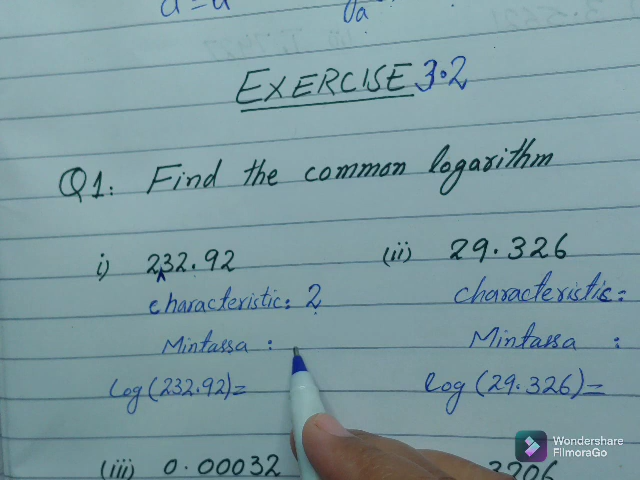 a = a
√a
EXERCISE 3.2
Q1: Find the common logarithm
i) 232.92 (ii) 29.326
characteristic: 2 characteristic:
Mintassa : Mintassa :
log(232.92)= log(29.326)=
(iii) 0.00032 3206
Wondershare
FilmoraGo